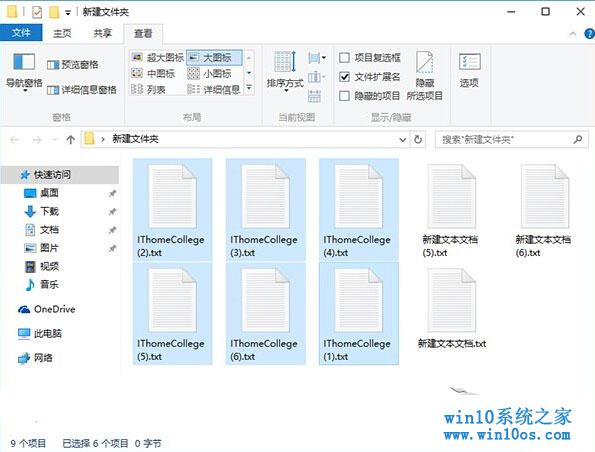 新建文件夹
文件 主页 共享 查看
导航窗格
预览窗格
详细信息窗格
窗格
超大图标 大图标
中图标 小图标
列表 详细信息
布局
排序方式
当前视图
项目复选框
文件扩展名
隐藏的项目
隐藏
所选项目
显示/隐藏
选项
新建文件夹
搜索"新建文件夹"
快速访问
桌面
下载
文档
图片
视频
音乐
OneDrive
此电脑
网络
IThomeCollege
(2).txt
IThomeCollege
(3).txt
IThomeCollege
(4).txt
新建文本文档
(5).txt
新建文本文档
(6).txt
IThomeCollege
(5).txt
IThomeCollege
(6).txt
IThomeCollege
(1).txt
新建文本文档.txt
9 个项目 已选择 6 个项目 0 字节
win10系统之家
www.win10os.com